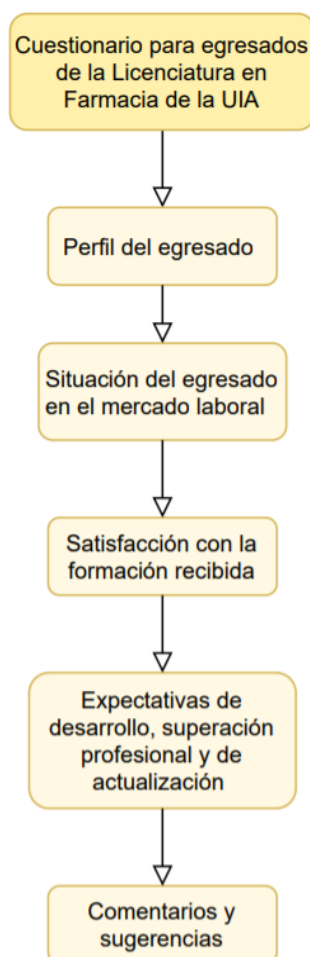 Cuestionario para egresados
de la Licenciatura en
Farmacia de la UIA
Perfil del egresado
Situación del egresado
en el mercado laboral
Satisfacción con la
formación recibida
Expectativas de
desarrollo, superación
profesional y de
actualización
Comentarios y
sugerencias